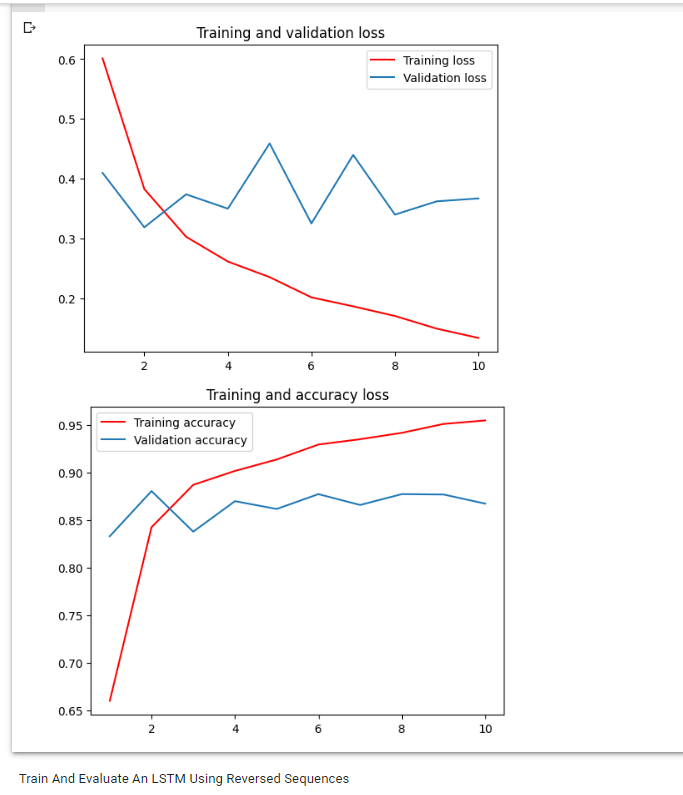 Training and validation loss
Training loss
Validation loss
0.6
0.5
0.4
0.3
0.2
2 4 6 8 10
Training and accuracy loss
Training accuracy
Validation accuracy
0.95
0.90
0.85
0.80
0.75
0.70
0.65
2 4 6 8 10
Train And Evaluate An LSTM Using Reversed Sequences